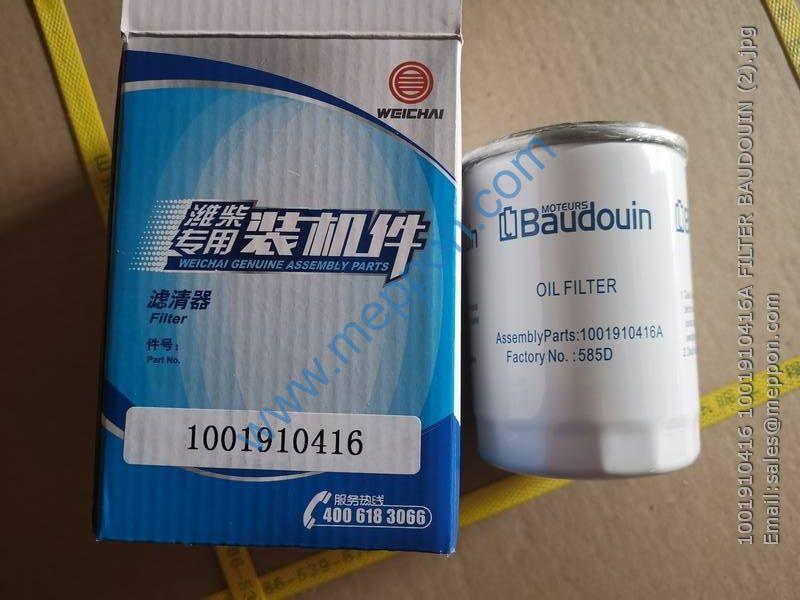 WEICHAI
潍柴
专用
装机件
WEICHAI GENUINE ASSEMBLY PARTS
滤清器
Filter
件号:
Part No.
1001910416
服务热线
400 618 3066
MOTEURS
Baudouin
OIL FILTER
AssemblyParts:1001910416A
Factory No.:585D
www.meppon.com
1001910416 1001910416A FILTER BAUDOUIN (2).jpg
Email:sales@meppon.com